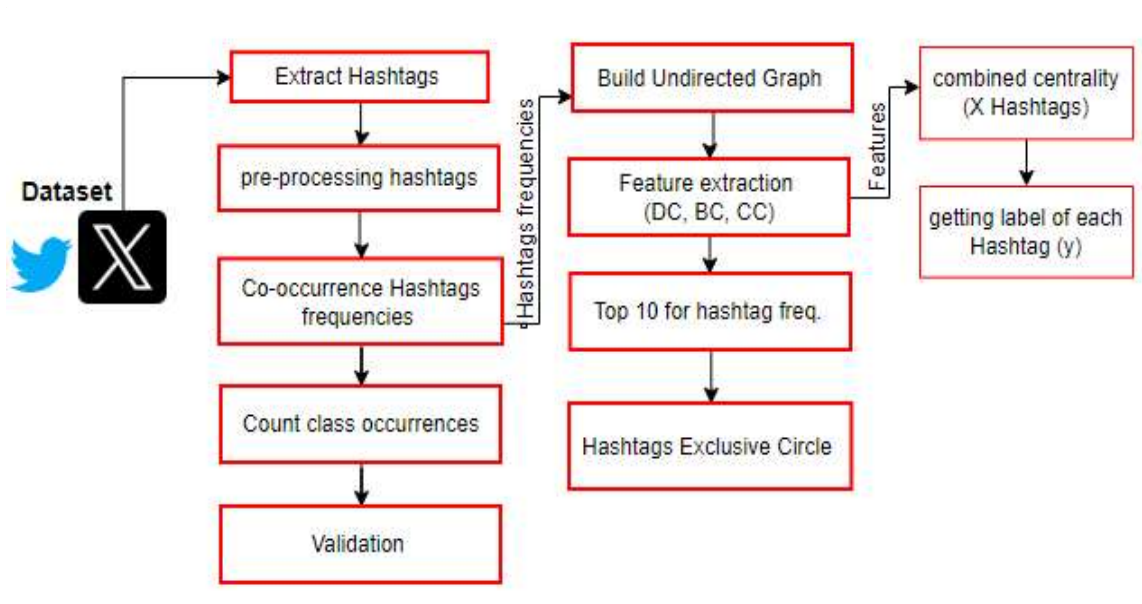 Dataset
Extract Hashtags
pre-processing hashtags
Co-occurrence Hashtags
frequencies
Count class occurrences
Validation
Hashtags frequencies
Build Undirected Graph
Feature extraction
(DC, BC, CC)
Top 10 for hashtag freq.
Hashtags Exclusive Circle
Features
combined centrality
(X Hashtags)
getting label of each
Hashtag (y)